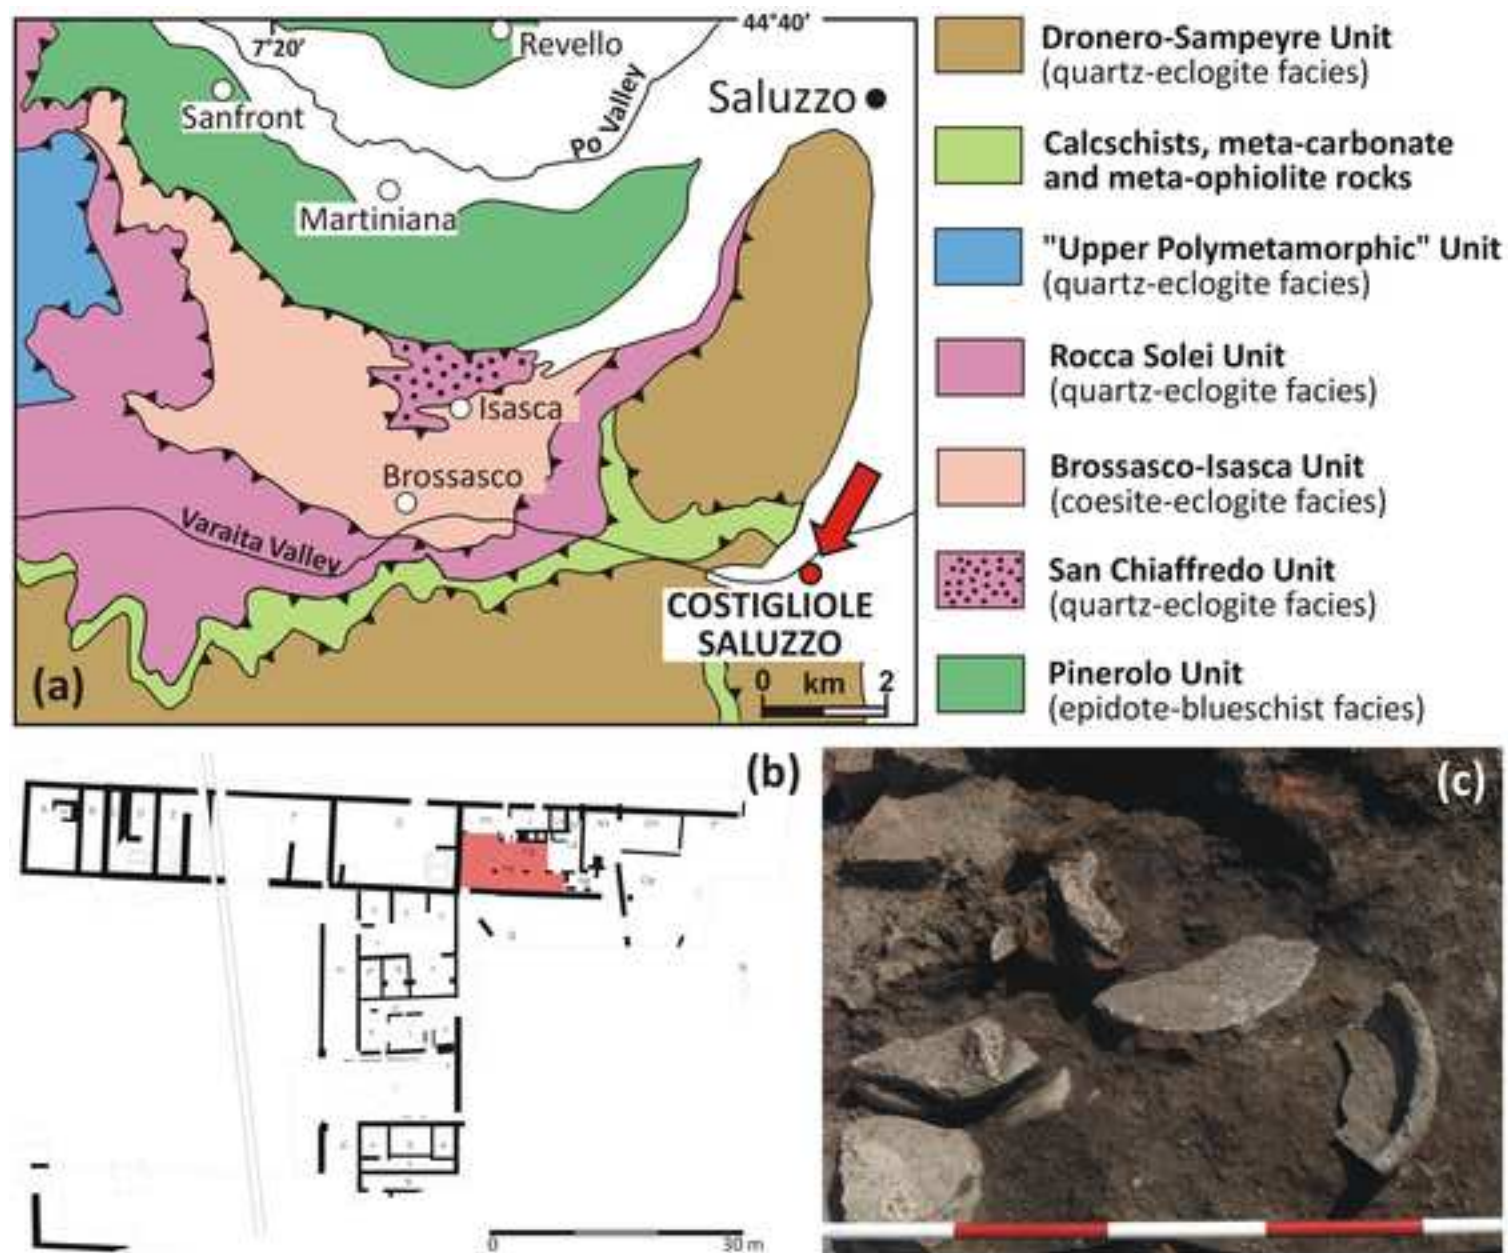 44°40'
7°20'
Revello
Sanfront
Po Valley
Saluzzo
Martiniana
Isasca
Brossasco
Varaita Valley
COSTIGLIOLE
SALUZZO
(a)
0 km 2
Dronero-Sampeyre Unit
(quartz-eclogite facies)
Calcschists, meta-carbonate
and meta-ophiolite rocks
"Upper Polymetamorphic" Unit
(quartz-eclogite facies)
Rocca Solei Unit
(quartz-eclogite facies)
Brossasco-Isasca Unit
(coesite-eclogite facies)
San Chiaffredo Unit
(quartz-eclogite facies)
Pinerolo Unit
(epidote-blueschist facies)
(b)
0 30 m
(c)